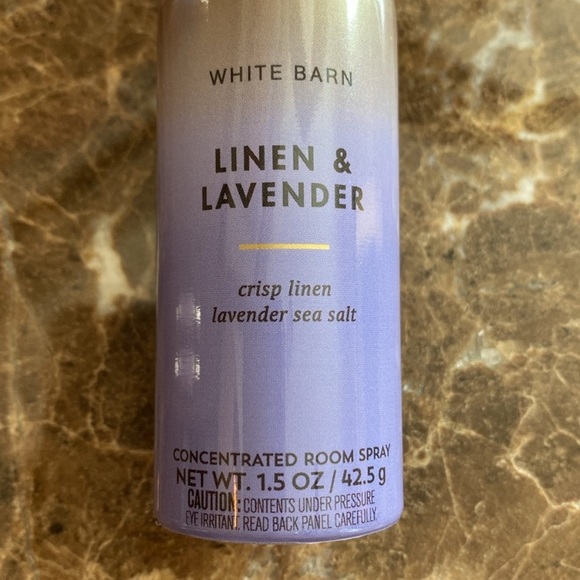 WHITE BARN
LINEN &
LAVENDER
crisp linen
lavender sea salt
CONCENTRATED ROOM SPRAY
NET WT. 1.5 OZ / 42.5 g
CAUTION: CONTENTS UNDER PRESSURE
EYE IRRITANT. READ BACK PANEL CAREFULLY.